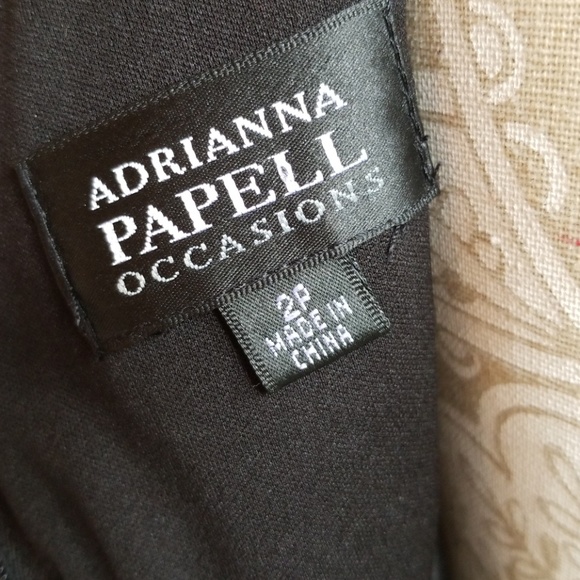 ADRIANNA
PAPELL
OCCASIONS
2P
MADE IN
CHINA